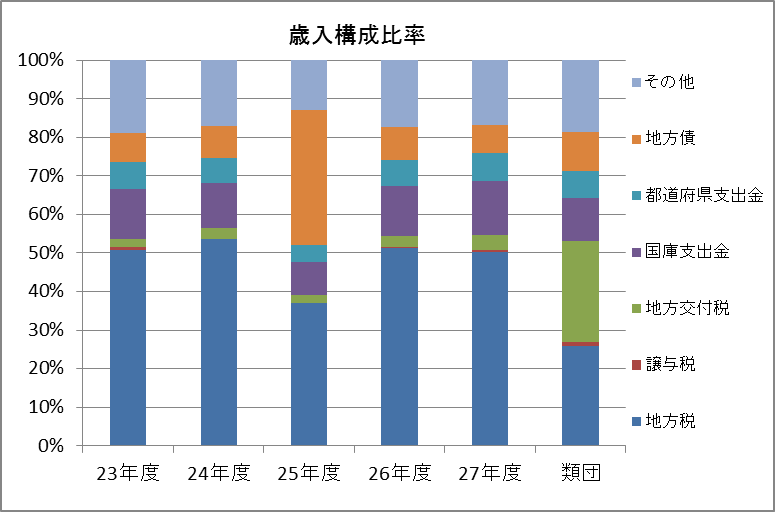 歳入構成比率
100%
90%
80%
70%
60%
50%
40%
30%
20%
10%
0%
23年度 24年度 25年度 26年度 27年度 類団
その他
地方債
都道府県支出金
国庫支出金
地方交付税
譲与税
地方税